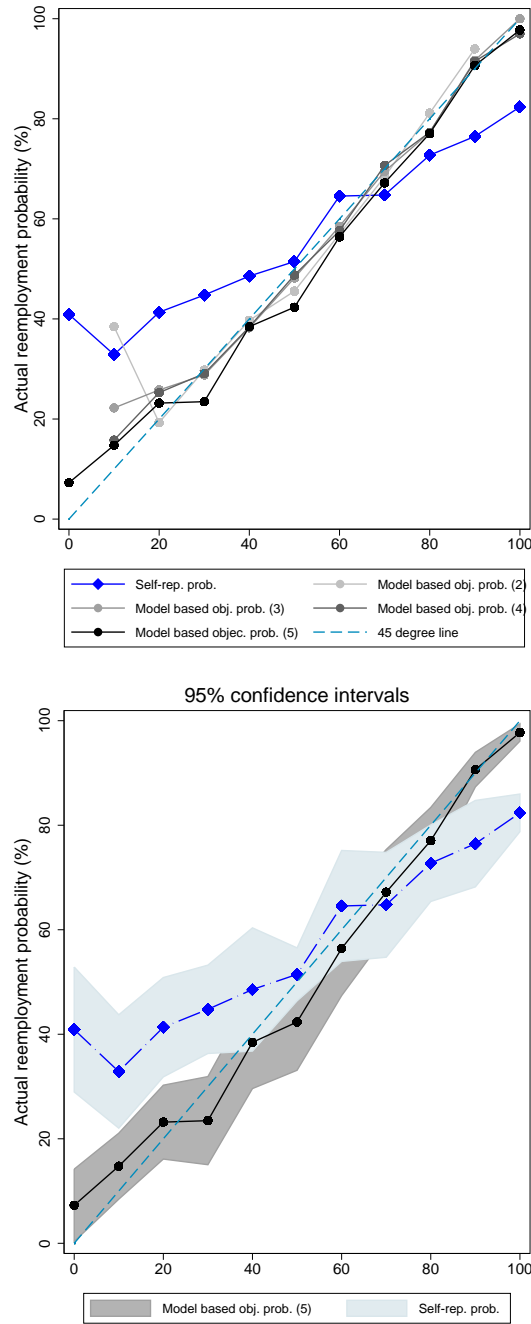 100
80
60
40
20
0
Actual reemployment probability (%)
0 20 40 60 80 100
Self-rep. prob. Model based obj. prob. (2)
Model based obj. prob. (3) Model based obj. prob. (4)
Model based objec. prob. (5) 45 degree line
95% confidence intervals
100
80
60
40
20
0
Actual reemployment probability (%)
0 20 40 60 80 100
Model based obj. prob. (5) Self-rep. prob.